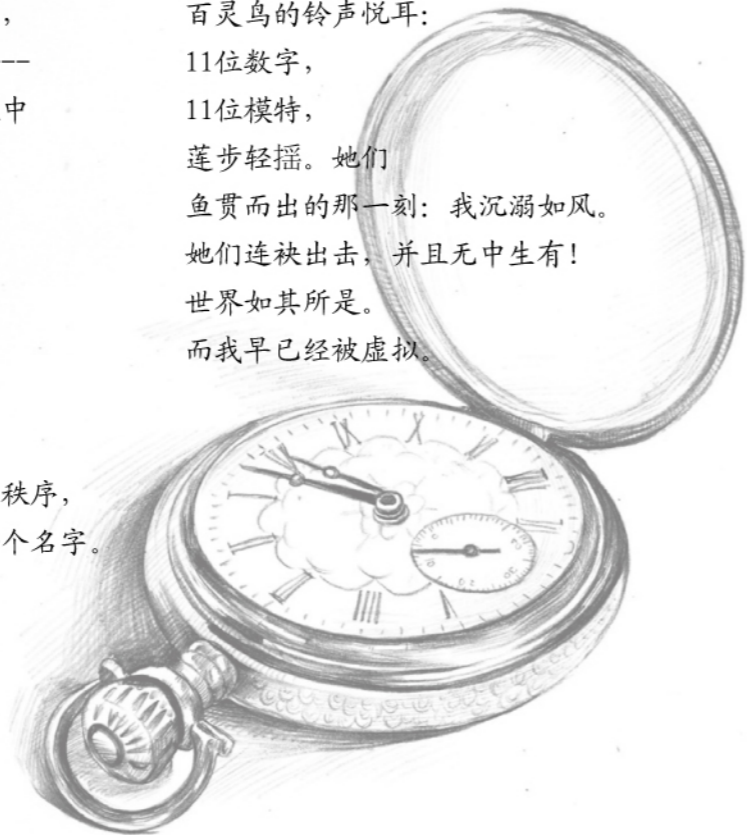 ，
--
中
秩序，
个名字。
百灵鸟的铃声悦耳：
11位数字，
11位模特，
莲步轻摇。她们
鱼贯而出的那一刻：我沉溺如风。
她们连袂出击，并且无中生有！
世界如其所是。
而我早已经被虚拟。